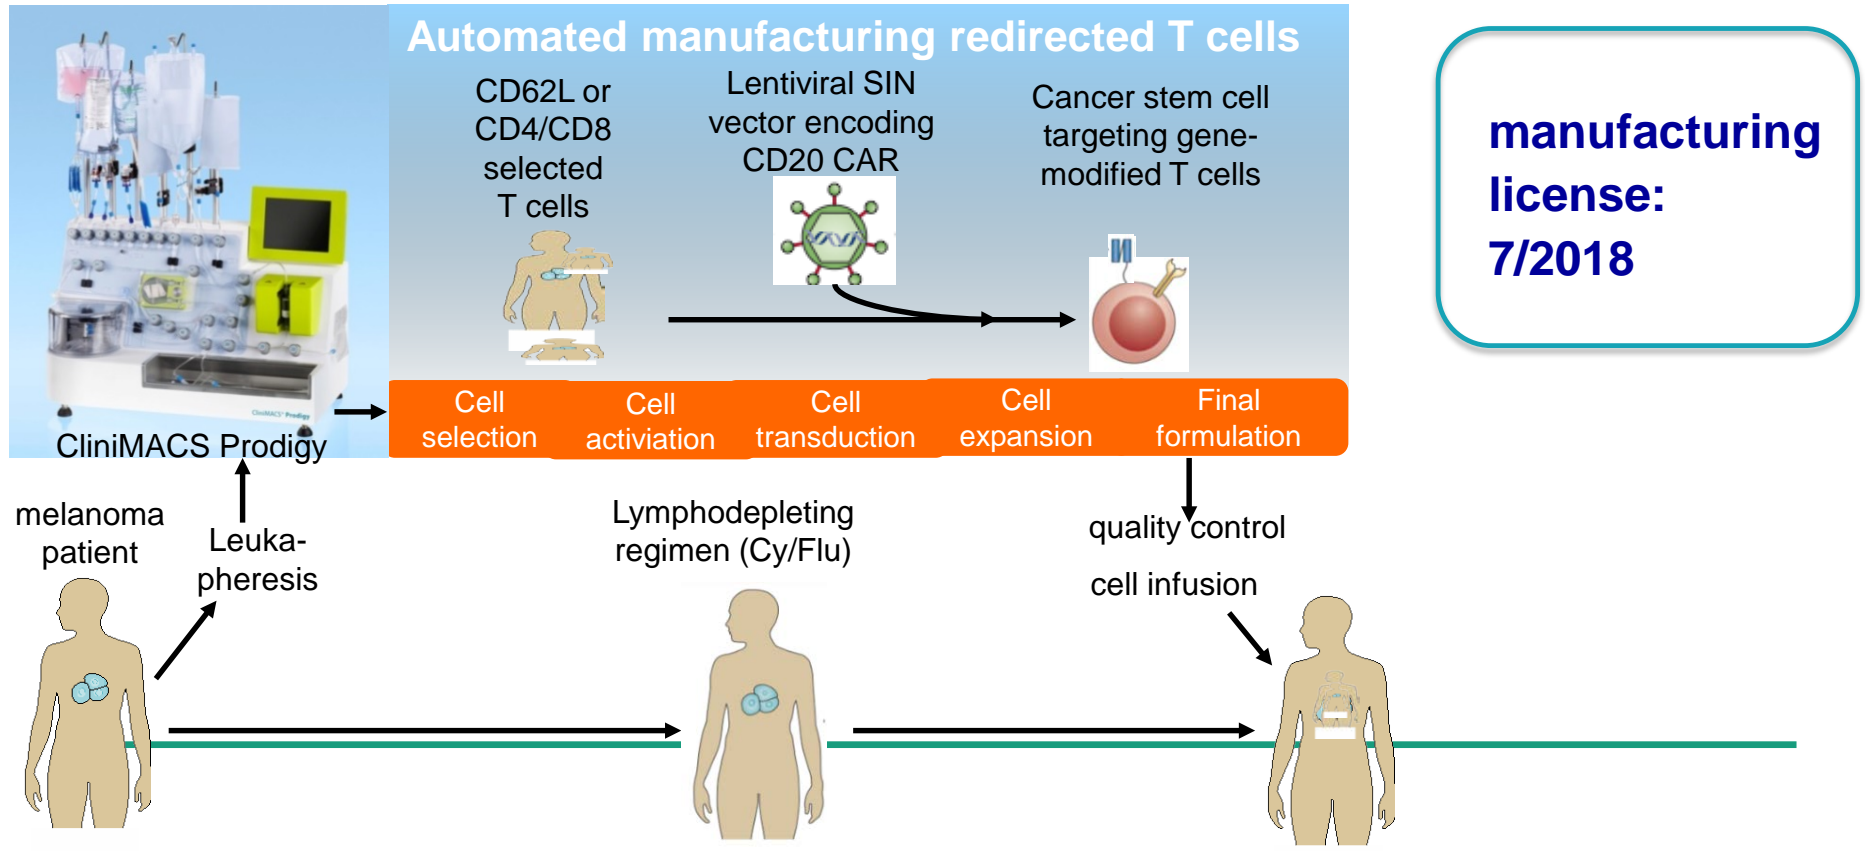 Automated manufacturing redirected T cells
CD62L or
CD4/CD8
selected
T cells
Lentiviral SIN
vector encoding
CD20 CAR
Cancer stem cell
targeting gene-
modified T cells
manufacturing
license:
7/2018
CliniMACS® Prodigy
CliniMACS Prodigy
Cell
selection
Cell
activiation
Cell
transduction
Cell
expansion
Final
formulation
melanoma
patient
Leuka-
pheresis
Lymphodepleting
regimen (Cy/Flu)
quality control
cell infusion